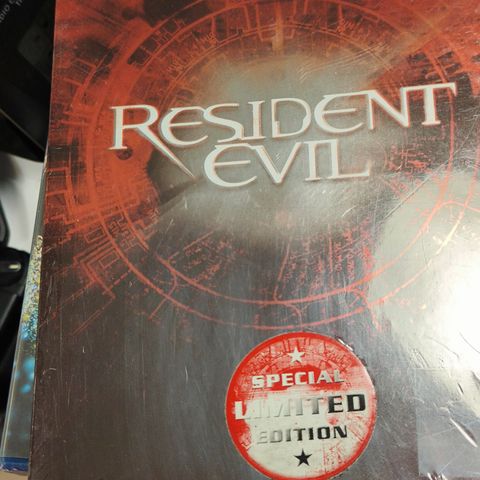 RESIDENT
EVIL
SPECIAL
LIMITED
EDITION